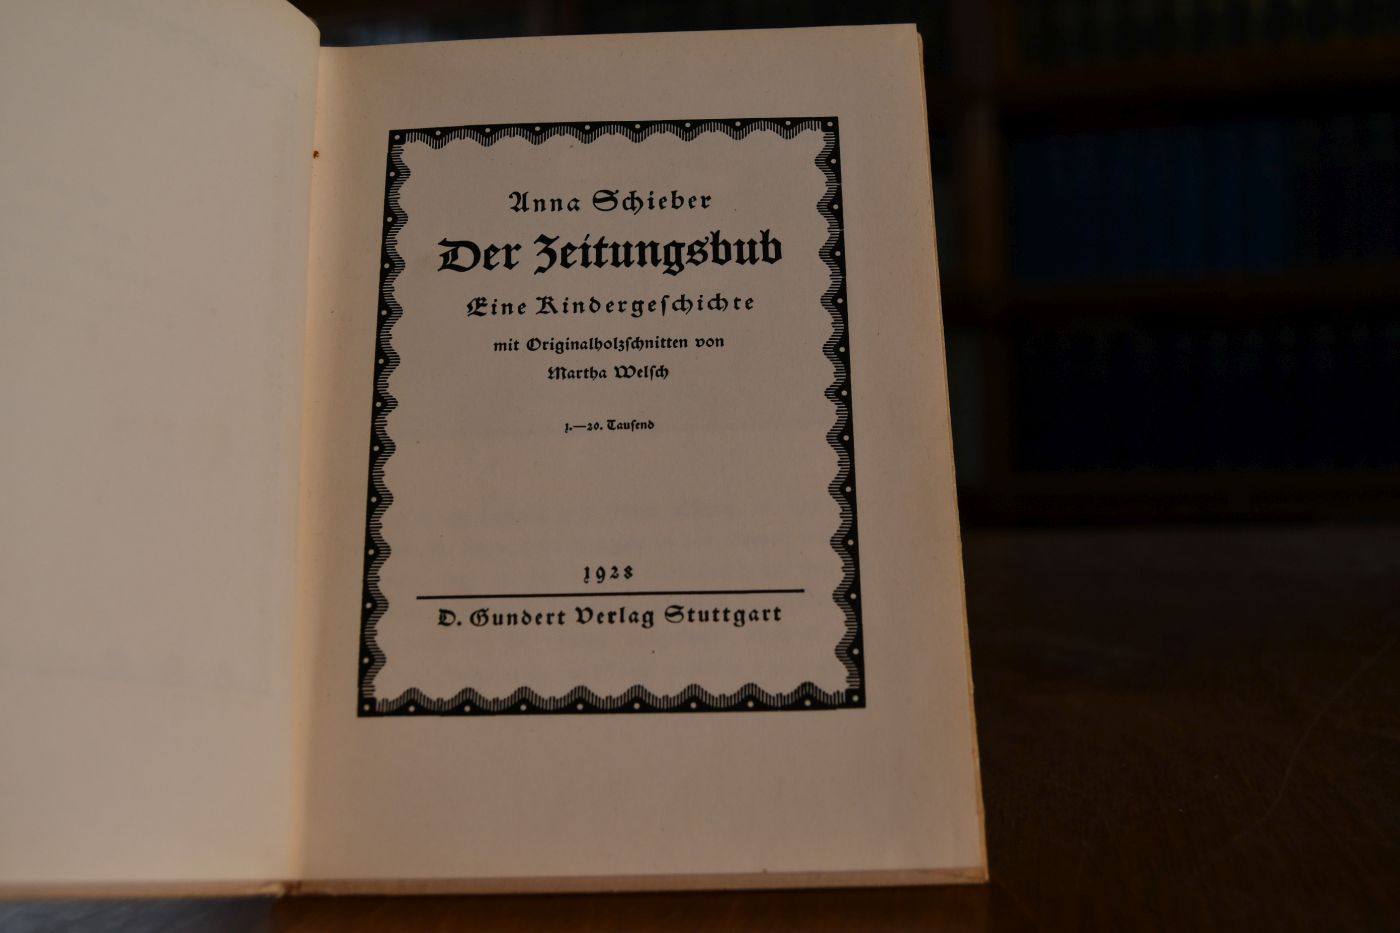 Anna Schieber
Der Zeitungsbub
Eine Kindergeſchichte
mit Originalholzſchnitten von
Martha Welſch
1.—20. Tauſend
1928
D. Gundert Verlag Stuttgart